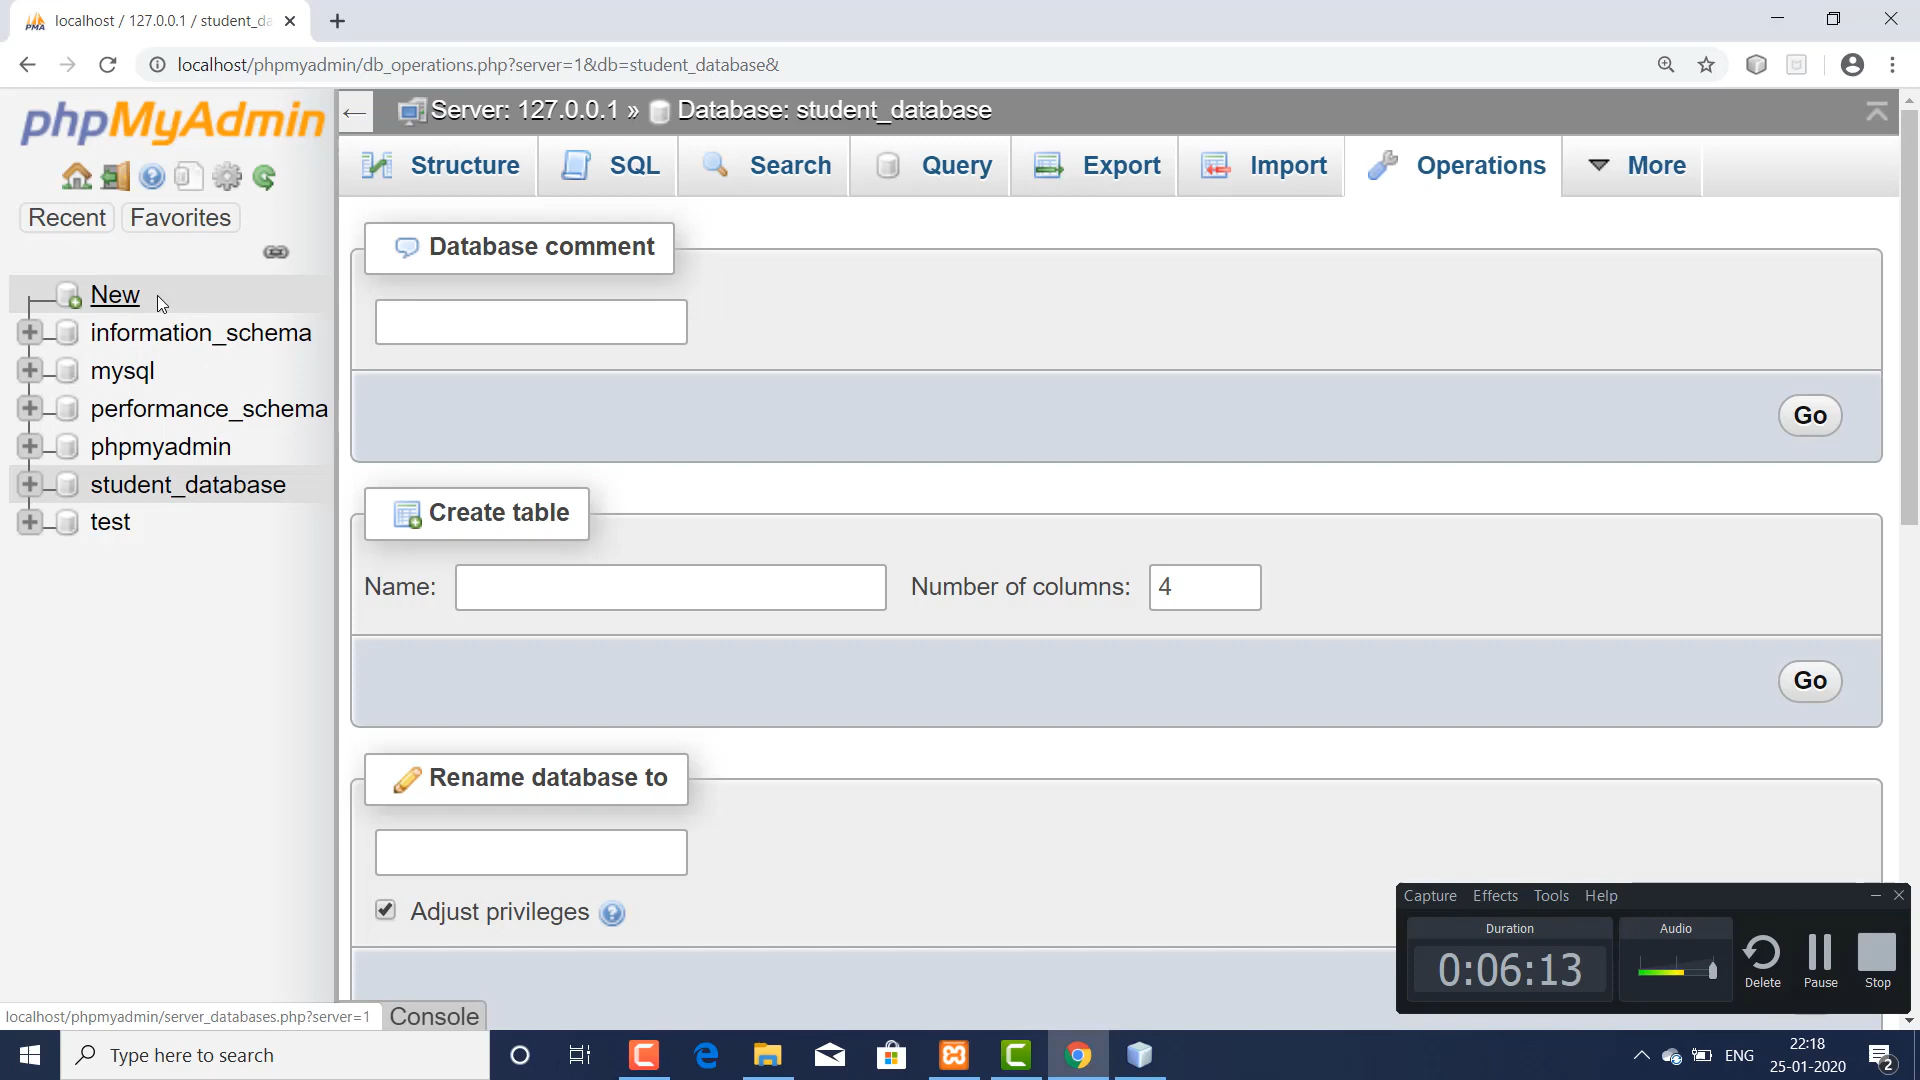 localhost / 127.0.0.1 / student_da
localhost/phpmyadmin/db_operations.php?server=1&db=student_database&
phpMyAdmin
Recent Favorites
New
information_schema
mysql
performance_schema
phpmyadmin
student_database
test
Server: 127.0.0.1 » Database: student_database
Structure SQL Search Query Export Import Operations More
Database comment
Go
Create table
Name: Number of columns: 4
Go
Rename database to
Adjust privileges
Capture Effects Tools Help
Duration Audio
0:06:13
Delete Pause Stop
localhost/phpmyadmin/server_databases.php?server=1
Console
Type here to search
ENG
22:18
25-01-2020
2